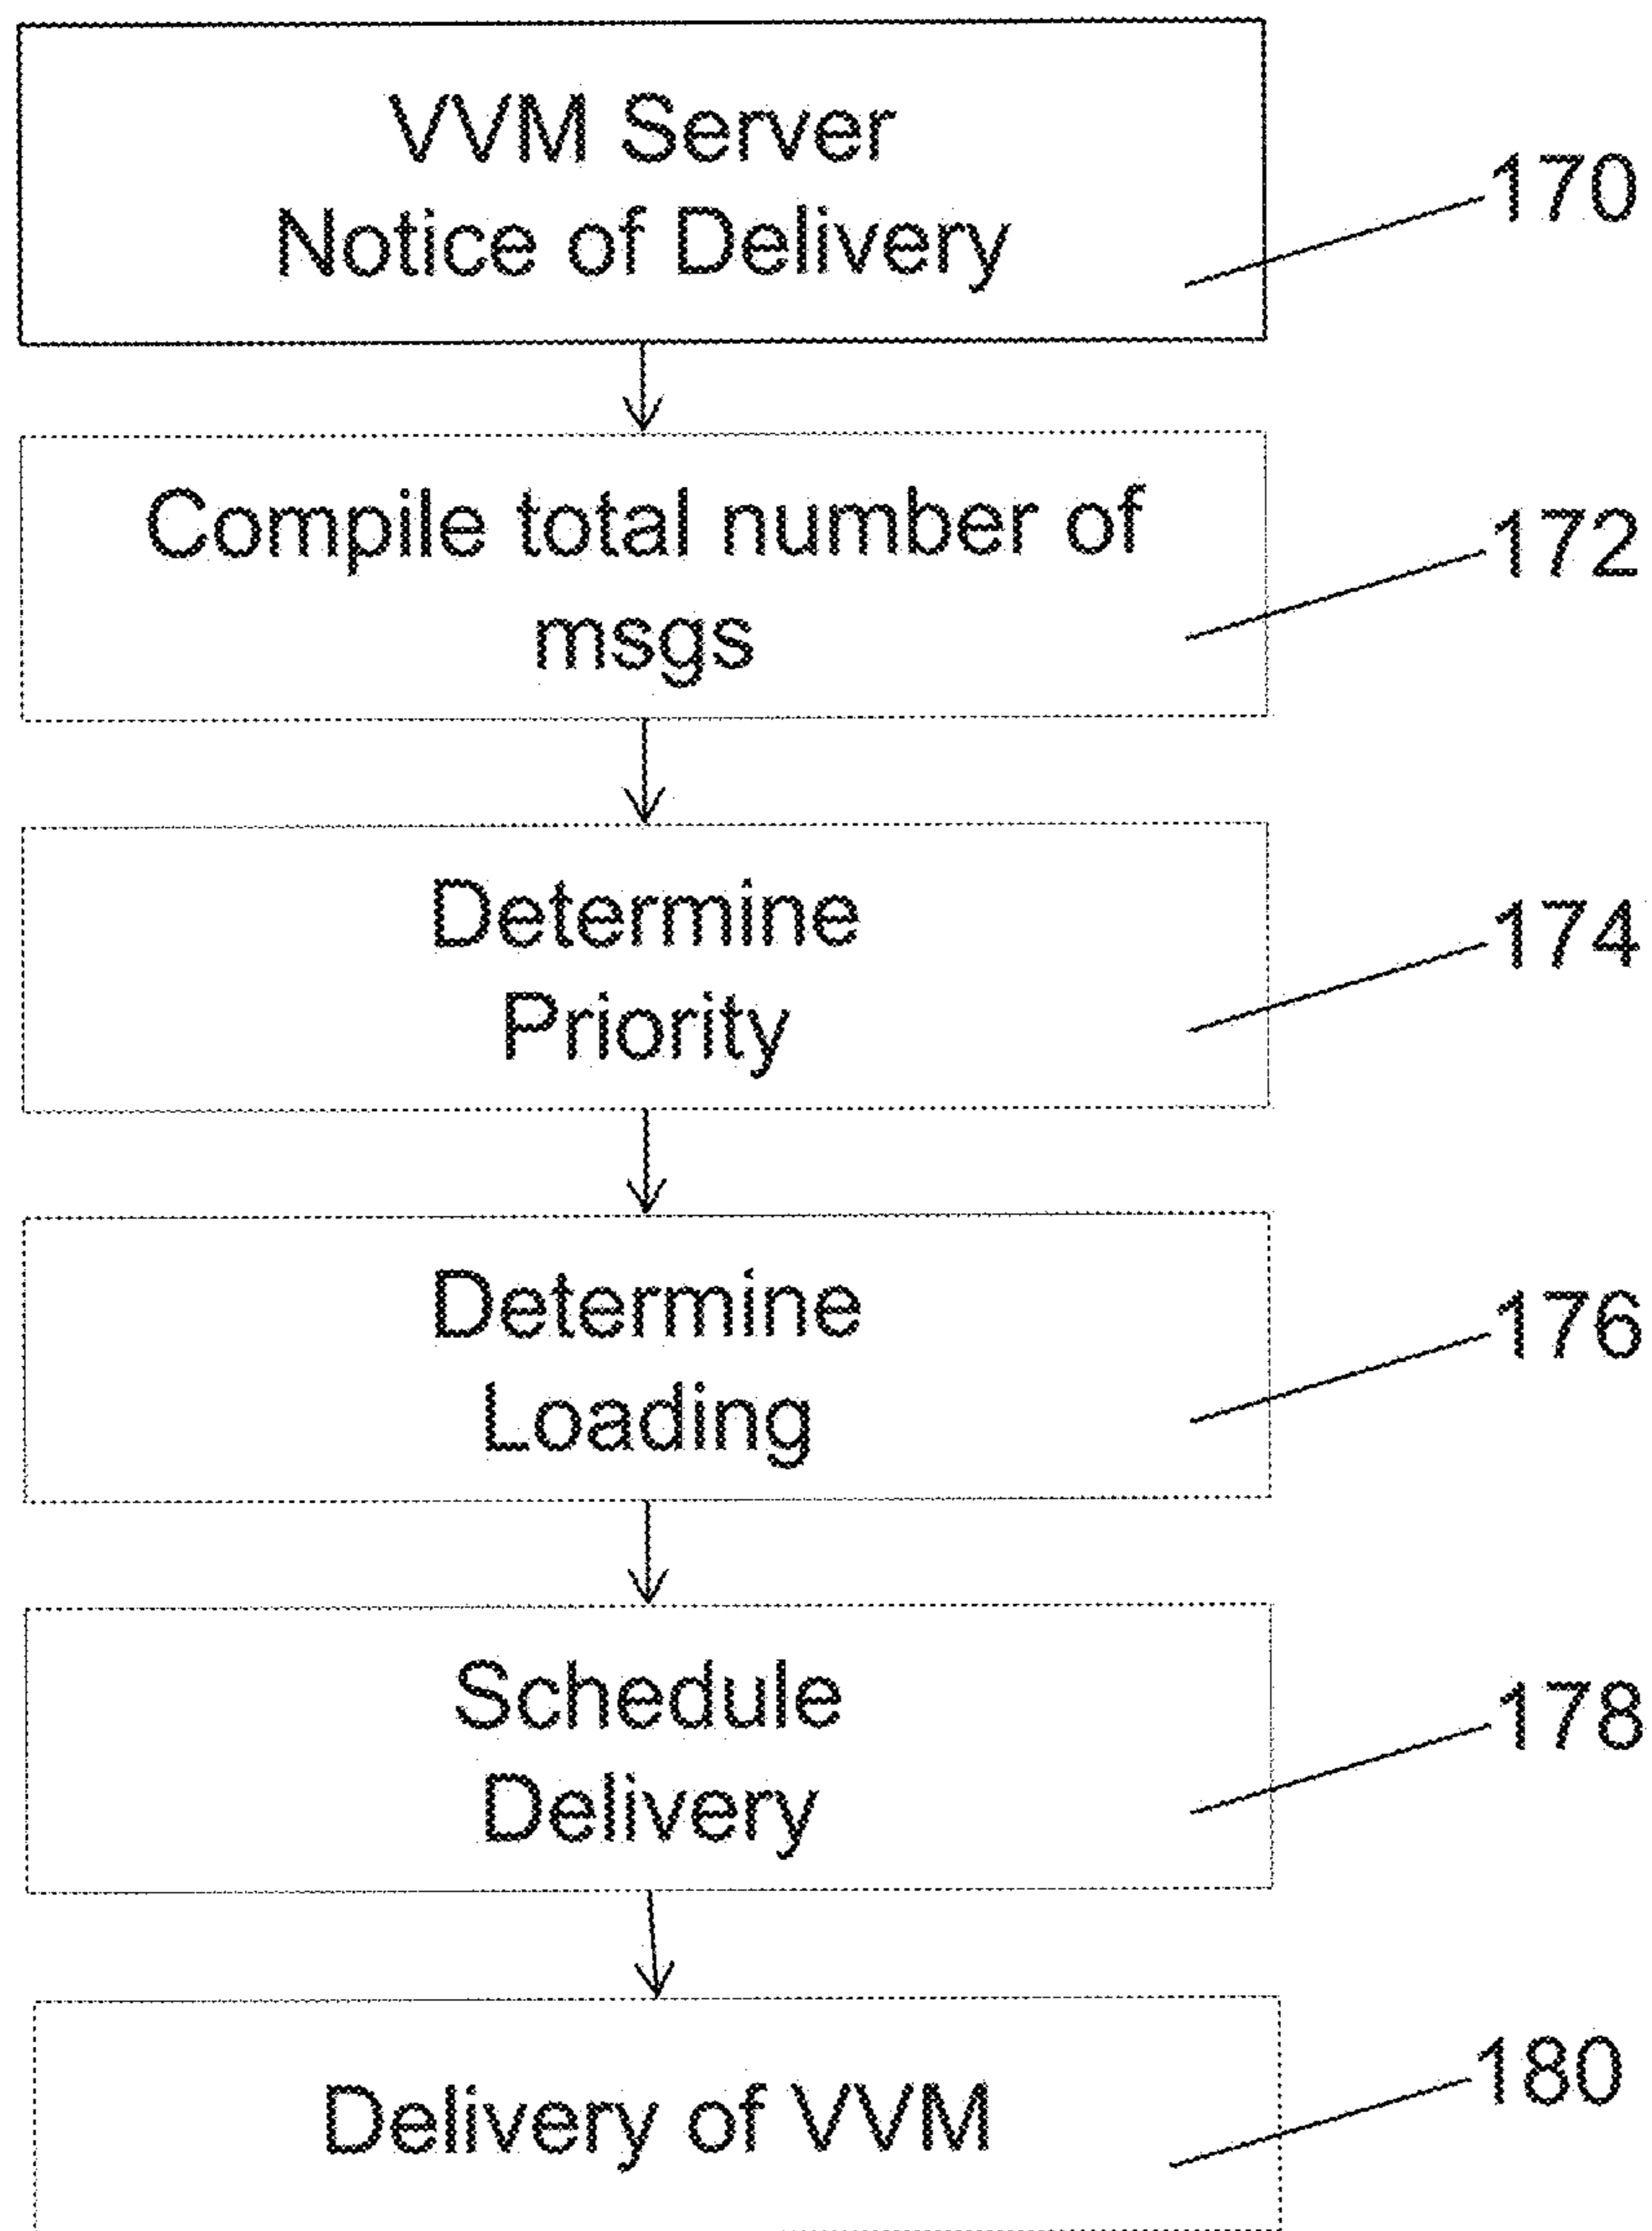 VVM Server
Notice of Delivery
170
Compile total number of
msgs
172
Determine
Priority
174
Determine
Loading
176
Schedule
Delivery
178
Delivery of VVM
180